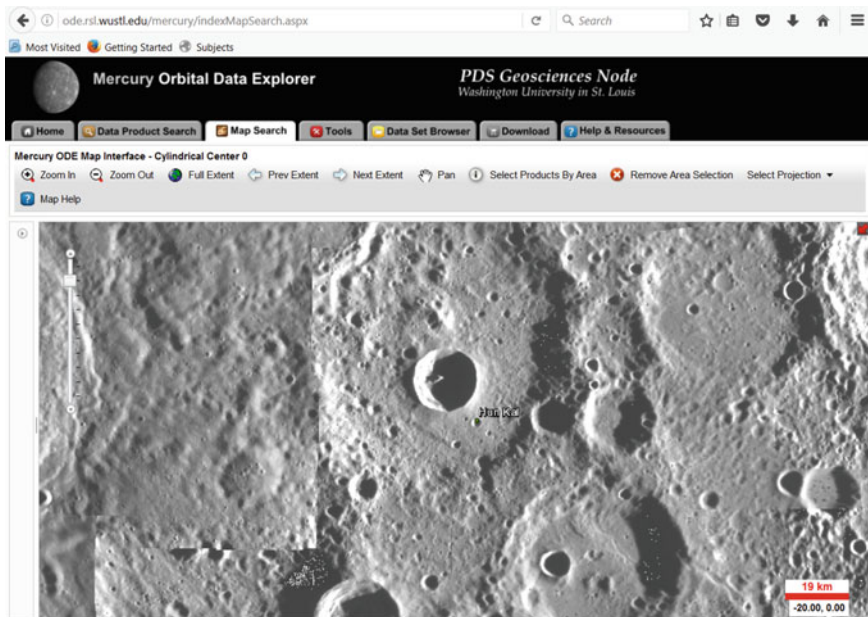 ode.rsl.wustl.edu/mercury/indexMapSearch.aspx
Search
Most Visited Getting Started Subjects
Mercury Orbital Data Explorer
PDS Geosciences Node
Washington University in St. Louis
Home Data Product Search Map Search Tools Data Set Browser Download Help & Resources
Mercury ODE Map Interface - Cylindrical Center 0
Zoom In Zoom Out Full Extent Prev Extent Next Extent Pan Select Products By Area Remove Area Selection Select Projection
Map Help
Hun Kal
19 km
-20.00, 0.00